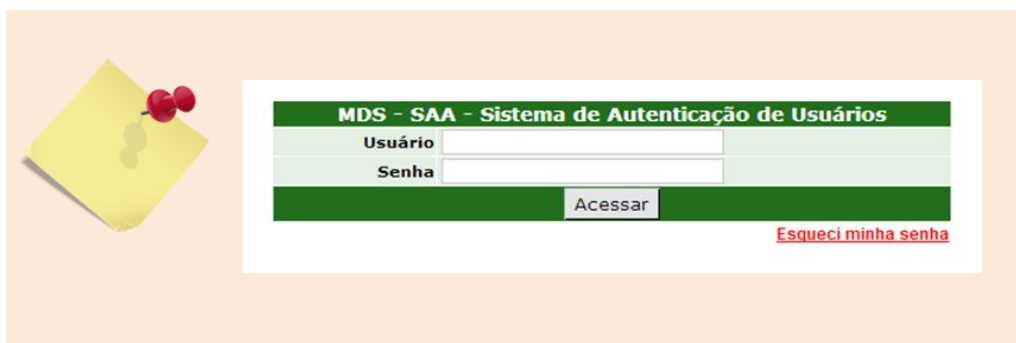 MDS - SAA - Sistema de Autenticação de Usuários
Usuário
Senha
Acessar
Esqueci minha senha